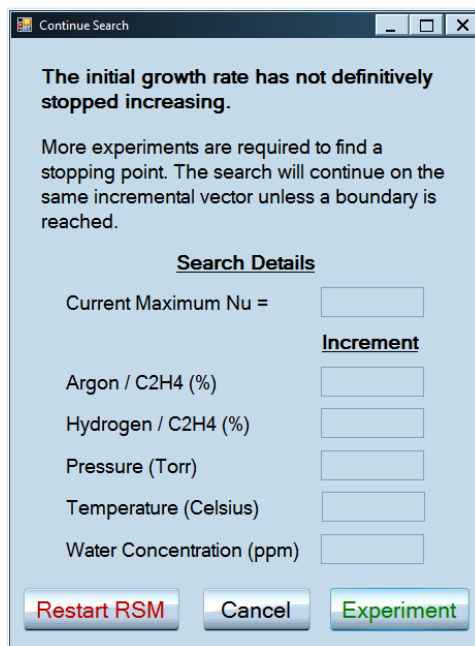 Continue Search
The initial growth rate has not definitively
stopped increasing.
More experiments are required to find a
stopping point. The search will continue on the
same incremental vector unless a boundary is
reached.
Search Details
Current Maximum Nu =
Increment
Argon / C2H4 (%)
Hydrogen / C2H4 (%)
Pressure (Torr)
Temperature (Celsius)
Water Concentration (ppm)
Restart RSM Cancel Experiment